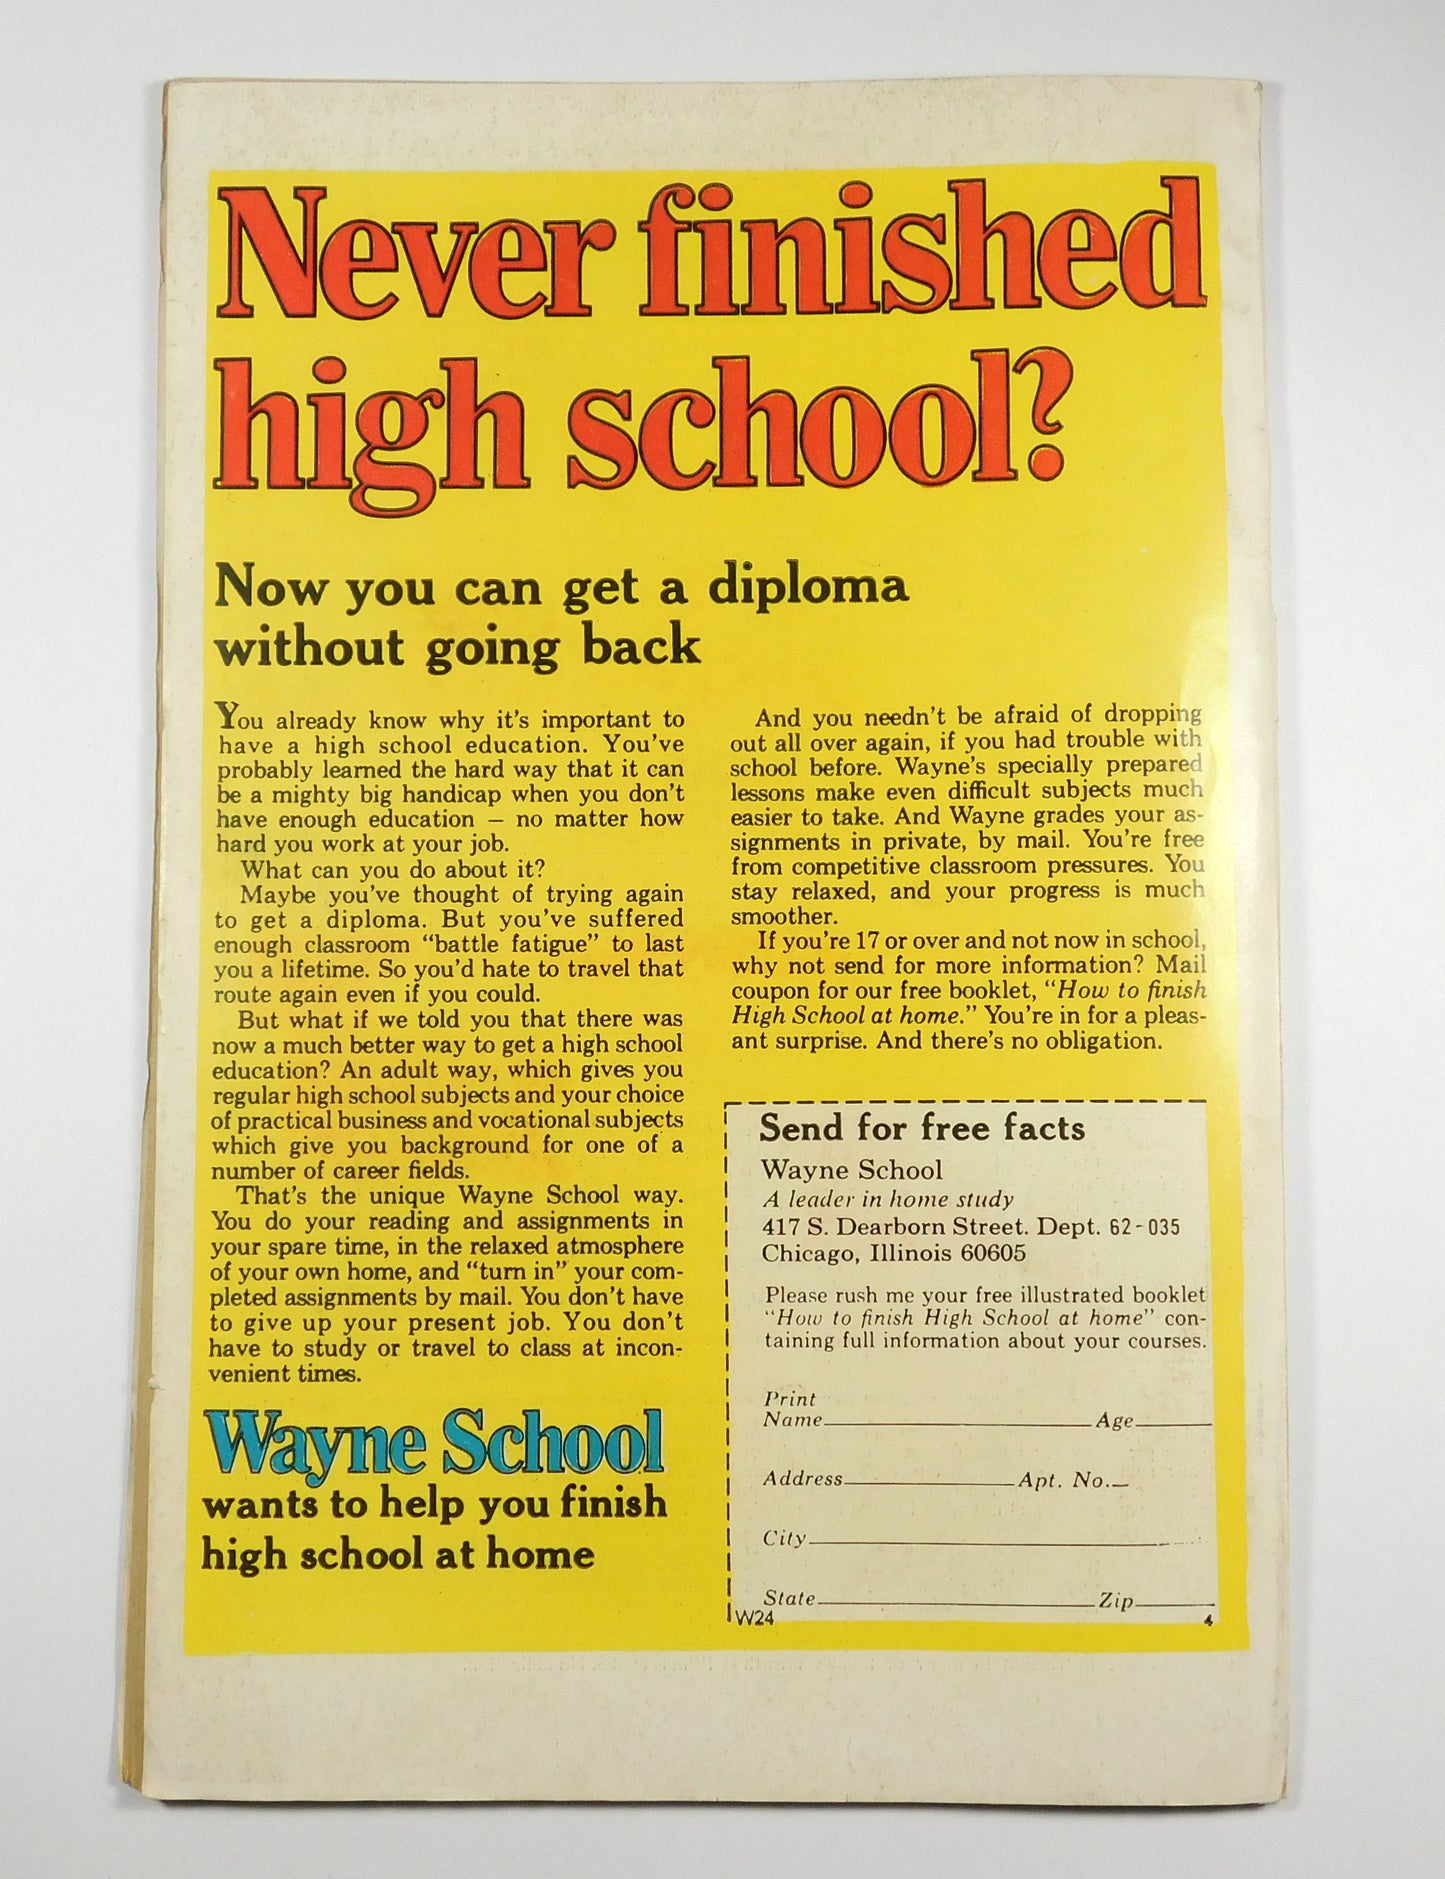 Never finished
high school?
Now you can get a diploma
without going back
You already know why it's important to
have a high school education. You've
probably learned the hard way that it can
be a mighty big handicap when you don't
have enough education – no matter how
hard you work at your job.
What can you do about it?
Maybe you've thought of trying again
to get a diploma. But you've suffered
enough classroom "battle fatigue" to last
you a lifetime. So you'd hate to travel that
route again even if you could.
But what if we told you that there was
now a much better way to get a high school
education? An adult way, which gives you
regular high school subjects and your choice
of practical business and vocational subjects
which give you background for one of a
number of career fields.
That's the unique Wayne School way.
You do your reading and assignments in
your spare time, in the relaxed atmosphere
of your own home, and "turn in" your com-
pleted assignments by mail. You don't have
to give up your present job. You don't
have to study or travel to class at incon-
venient times.
Wayne School
wants to help you finish
high school at home
And you needn't be afraid of dropping
out all over again, if you had trouble with
school before. Wayne's specially prepared
lessons make even difficult subjects much
easier to take. And Wayne grades your as-
signments in private, by mail. You're free
from competitive classroom pressures. You
stay relaxed, and your progress is much
smoother.
If you're 17 or over and not now in school,
why not send for more information? Mail
coupon for our free booklet, "How to finish
High School at home." You're in for a pleas-
ant surprise. And there's no obligation.
Send for free facts
Wayne School
A leader in home study
417 S. Dearborn Street. Dept. 62-035
Chicago, Illinois 60605
Please rush me your free illustrated booklet
"How to finish High School at home" con-
taining full information about your courses.
Print
Name Age
Address Apt. No.
City
State Zip
W24 4